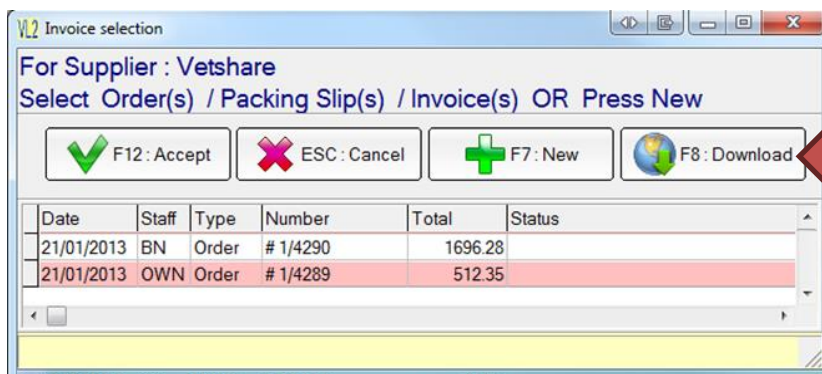 VL2 Invoice selection
For Supplier : Vetshare
Select Order(s) / Packing Slip(s) / Invoice(s) OR Press New
F12 : Accept ESC : Cancel F7 : New F8 : Download
Date Staff Type Number Total Status
21/01/2013 BN Order # 1/4290 1696.28
21/01/2013 OWN Order # 1/4289 512.35